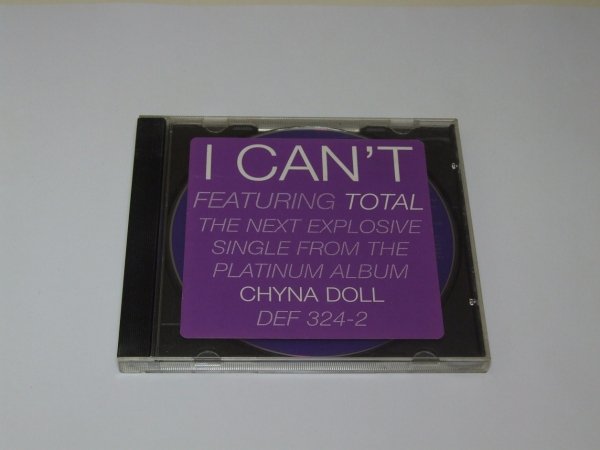 I CAN'T
FEATURING TOTAL
THE NEXT EXPLOSIVE
SINGLE FROM THE
PLATINUM ALBUM
CHYNA DOLL
DEF 324-2